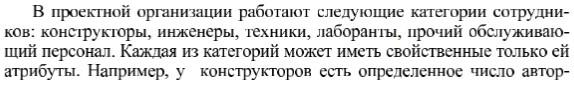 В проектной организации работают следующие категории сотрудни-
ков: конструкторы, инженеры, техники, лаборанты, прочий обслуживаю-
щий персонал. Каждая из категорий может иметь свойственные только ей
атрибуты. Например, у конструкторов есть определенное число автор-